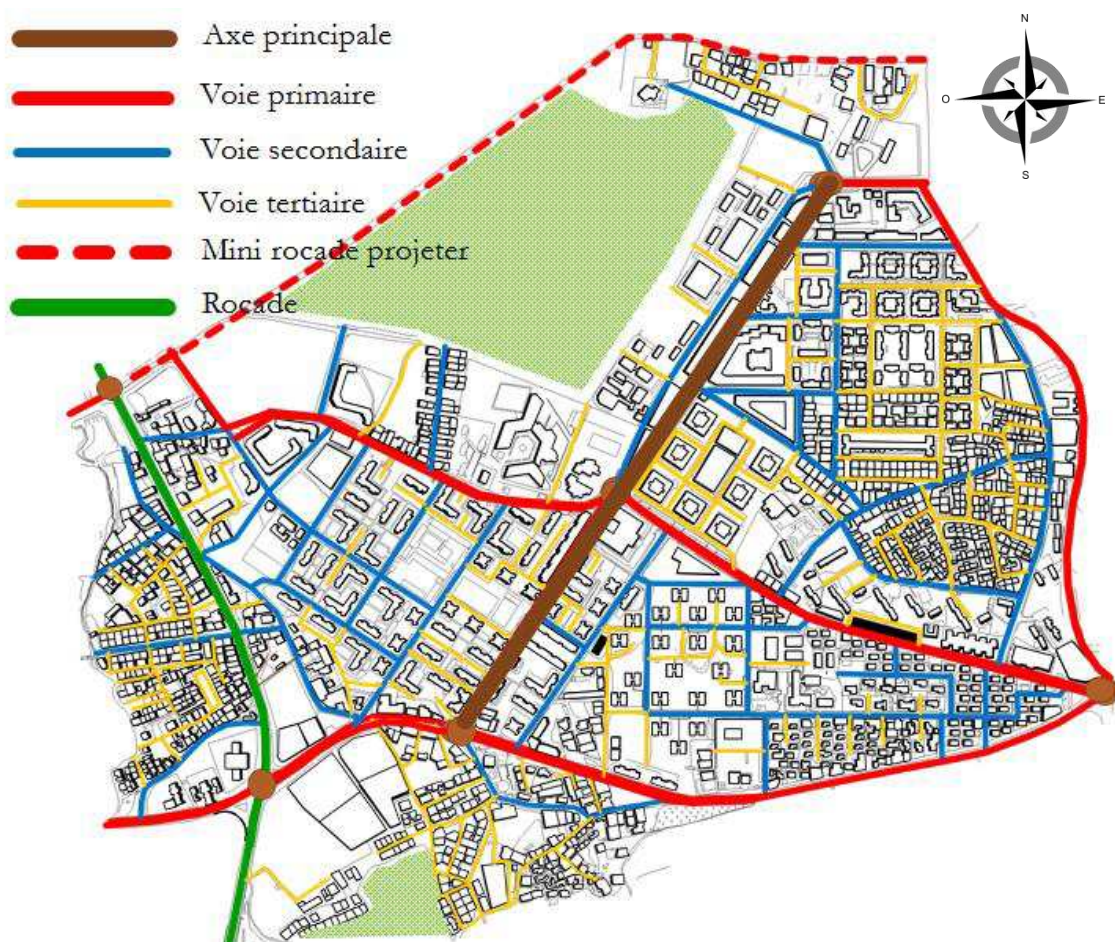 Axe principale
Voie primaire
Voie secondaire
Voie tertiaire
Mini rocade projeter
Rocade
N
O
E
S